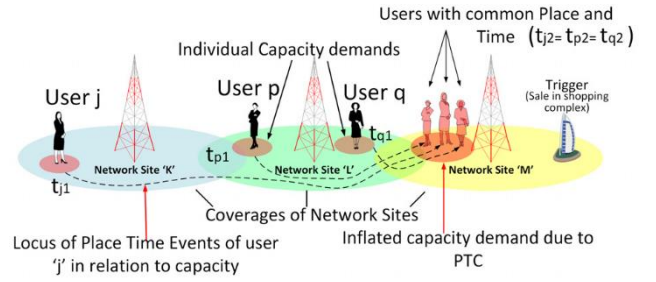 Users with common Place and
Time (tj2= tp2= tq2 )
Individual Capacity demands
User j
User p
User q
Trigger
(Sale in shopping
complex)
tj1
tp1
tq1
Network Site 'K'
Network Site 'L'
Network Site 'M'
Coverages of Network Sites
Locus of Place Time Events of user
'j' in relation to capacity
Inflated capacity demand due to
PTC